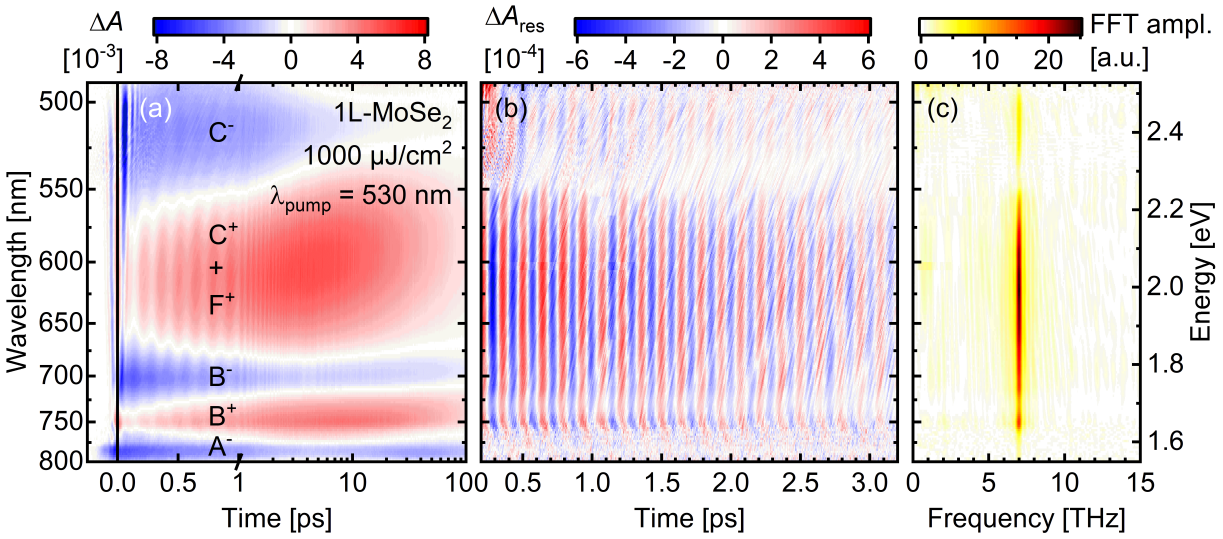 ΔA
[10⁻³]
-8 -4 0 4 8
ΔA_res
[10⁻⁴]
-6 -4 -2 0 2 4 6
0 10 20
FFT ampl.
[a.u.]
(a)
1L-MoSe₂
1000 µJ/cm²
λ_pump = 530 nm
C⁻
C⁺
+
F⁺
B⁻
B⁺
A⁻
Wavelength [nm]
500
550
600
650
700
750
800
0.0 0.5 1 10 100
Time [ps]
(b)
0.5 1.0 1.5 2.0 2.5 3.0
Time [ps]
(c)
2.4
2.2
2.0
1.8
1.6
Energy [eV]
0 5 10 15
Frequency [THz]